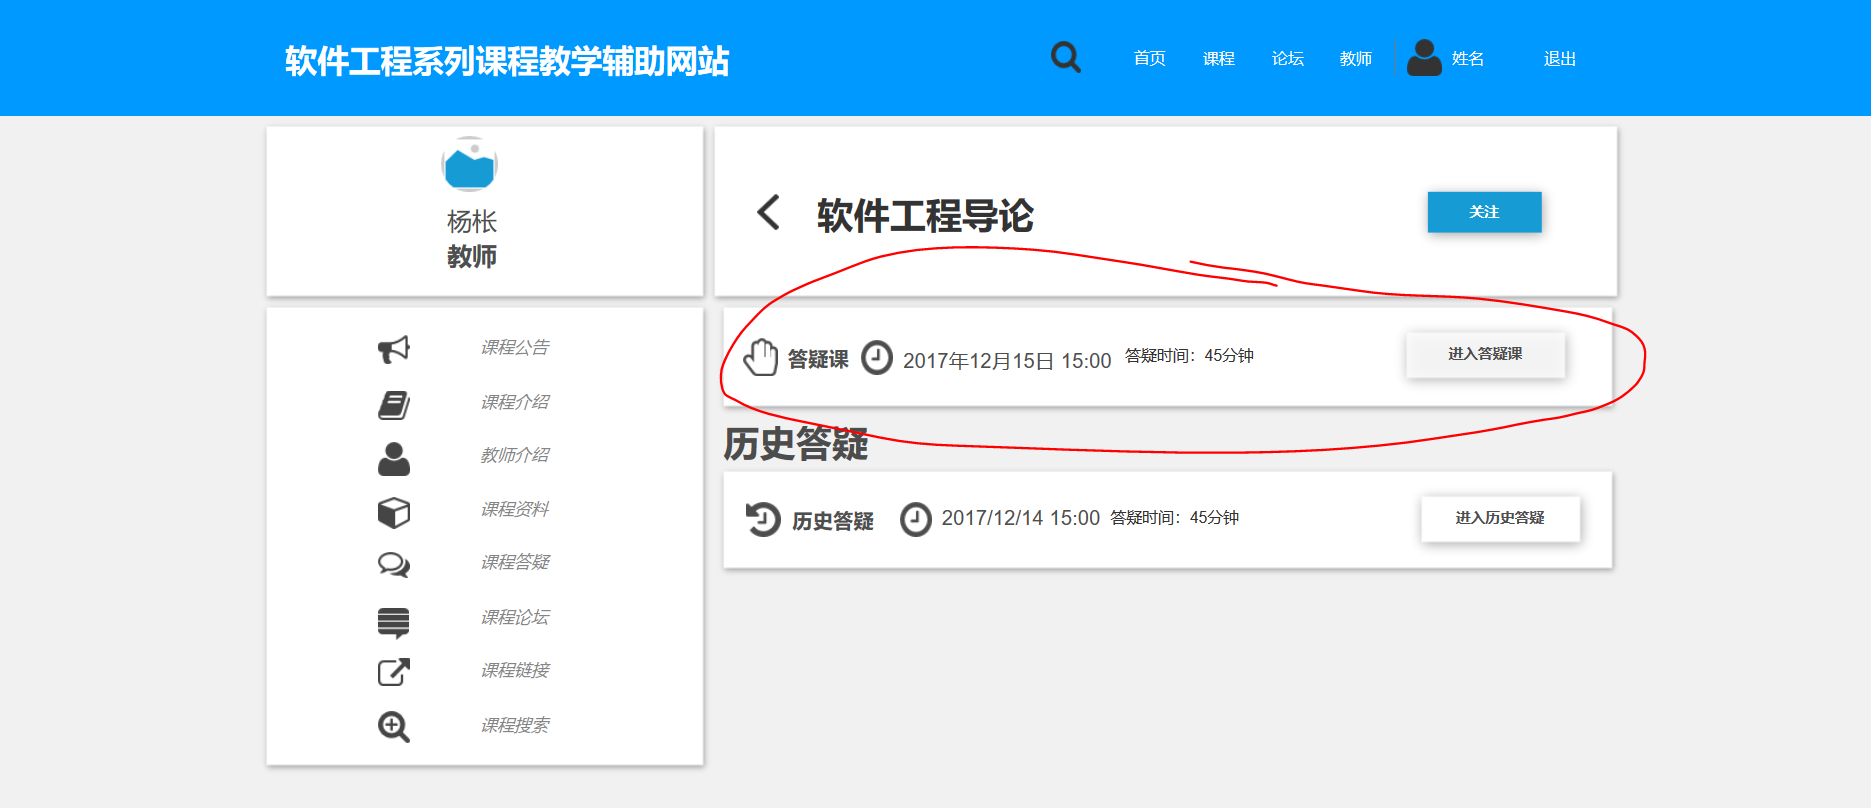 软件工程系列课程教学辅助网站
首页 课程 论坛 教师 姓名 退出
杨枨
教师
课程公告
课程介绍
教师介绍
课程资料
课程答疑
课程论坛
课程链接
课程搜索
软件工程导论
关注
答疑课 2017年12月15日 15:00 答疑时间：45分钟 进入答疑课
历史答疑
历史答疑 2017/12/14 15:00 答疑时间：45分钟 进入历史答疑